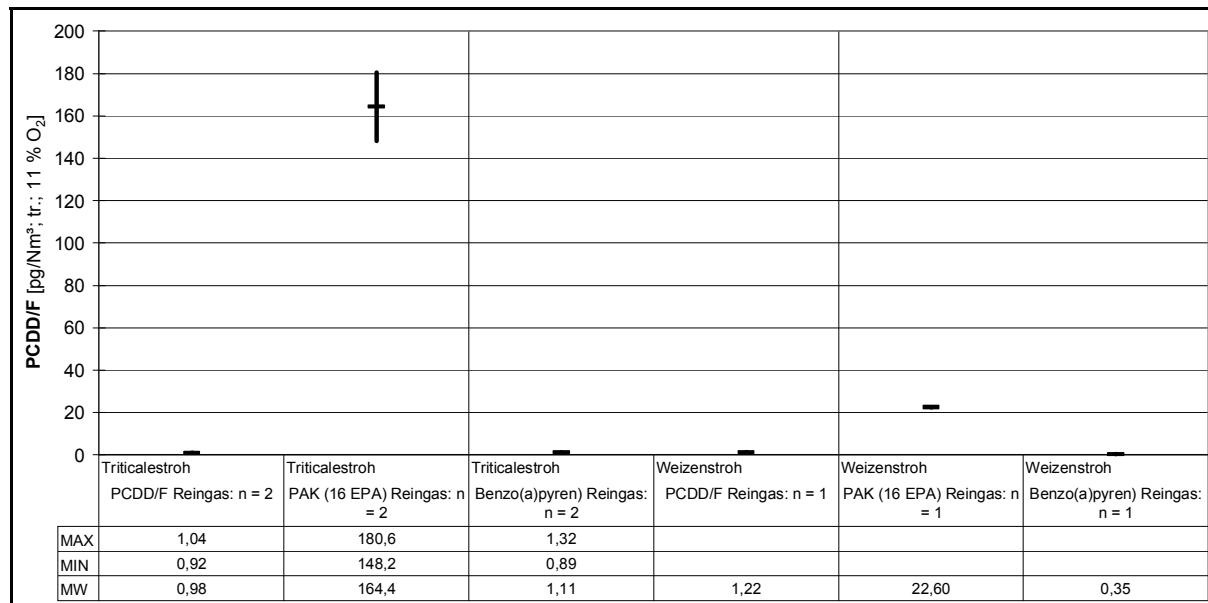 PCDD/F [pg/Nm³; tr.; 11 % O₂]
200
180
160
140
120
100
80
60
40
20
0
Triticalestroh Triticalestroh Triticalestroh Weizenstroh Weizenstroh Weizenstroh
PCDD/F Reingas: n = 2 PAK (16 EPA) Reingas: n Benzo(a)pyren) Reingas: PCDD/F Reingas: n = 1 PAK (16 EPA) Reingas: n Benzo(a)pyren) Reingas:
= 2 n = 2 = 1 n = 1
MAX 1,04 180,6 1,32
MIN 0,92 148,2 0,89
MW 0,98 164,4 1,11 1,22 22,60 0,35